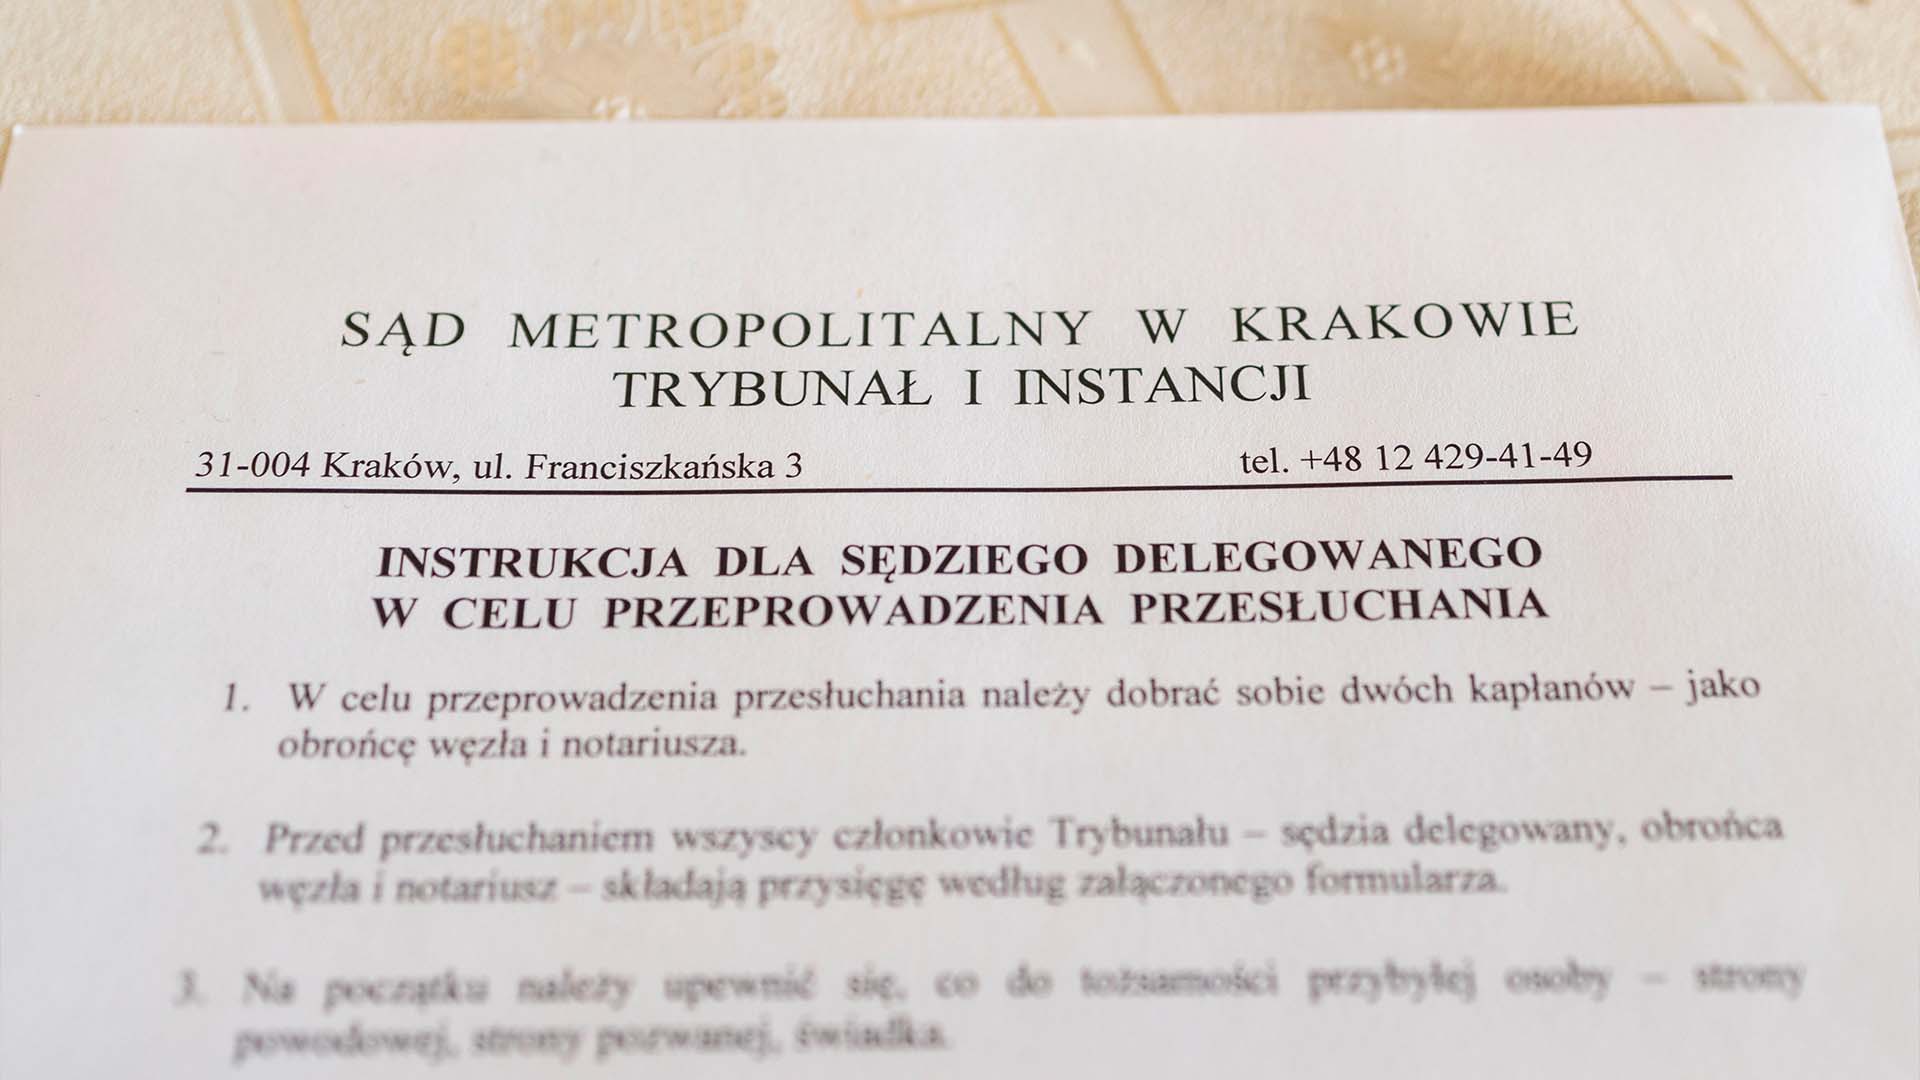 SĄD METROPOLITALNY W KRAKOWIE
TRYBUNAŁ I INSTANCJI
31-004 Kraków, ul. Franciszkańska 3 tel. +48 12 429-41-49
INSTRUKCJA DLA SĘDZIEGO DELEGOWANEGO
W CELU PRZEPROWADZENIA PRZESŁUCHANIA
1. W celu przeprowadzenia przesłuchania należy dobrać sobie dwóch kapłanów – jako
obrońcę węzła i notariusza.
2. Przed przesłuchaniem wszyscy członkowie Trybunału – sędzia delegowany, obrońca
węzła i notariusz – składają przysięgę według załączonego formularza.
3. Na początku należy upewnić się, co do tożsamości przybyłej osoby – strony
powodowej, strony pozwanej, świadka.